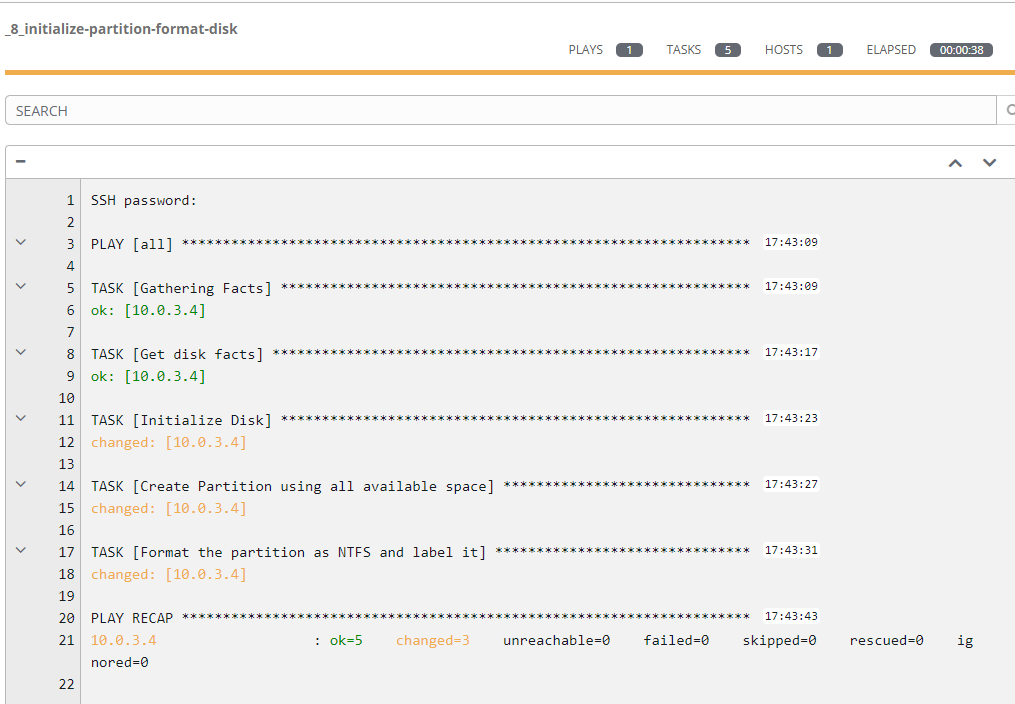 _8_initialize-partition-format-disk
PLAYS 1 TASKS 5 HOSTS 1 ELAPSED 00:00:38
SEARCH
1 SSH password:
2
3 PLAY [all] ********************************************************************* 17:43:09
4
5 TASK [Gathering Facts] ********************************************************* 17:43:09
6 ok: [10.0.3.4]
7
8 TASK [Get disk facts] ********************************************************** 17:43:17
9 ok: [10.0.3.4]
10
11 TASK [Initialize Disk] ********************************************************* 17:43:23
12 changed: [10.0.3.4]
13
14 TASK [Create Partition using all available space] ****************************** 17:43:27
15 changed: [10.0.3.4]
16
17 TASK [Format the partition as NTFS and label it] ******************************* 17:43:31
18 changed: [10.0.3.4]
19
20 PLAY RECAP ********************************************************************* 17:43:43
21 10.0.3.4 : ok=5 changed=3 unreachable=0 failed=0 skipped=0 rescued=0 ig
nored=0
22